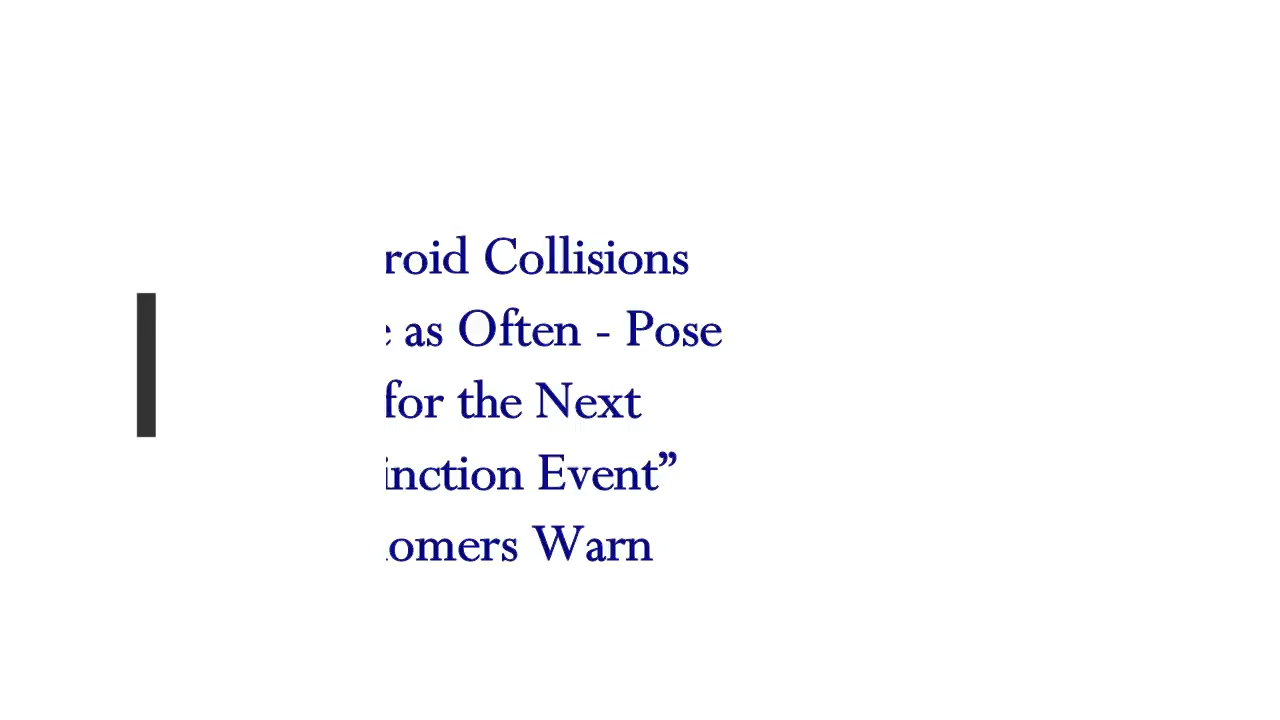 roid Collisions
as Often - Pose
for the Next
inction Event”
omers Warn